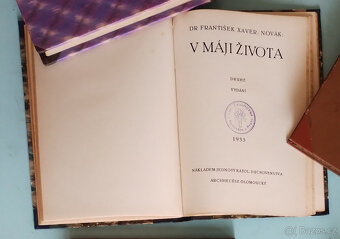 DR FRANTIŠEK XAVER NOVÁK:
V MÁJI ŽIVOTA
DRUHÉ
VYDÁNÍ
1933
NÁKLADEM JEDNOTY KATOL. DUCHOVENSTVA
ARCIDIECÉSE OLOMOUCKÉ